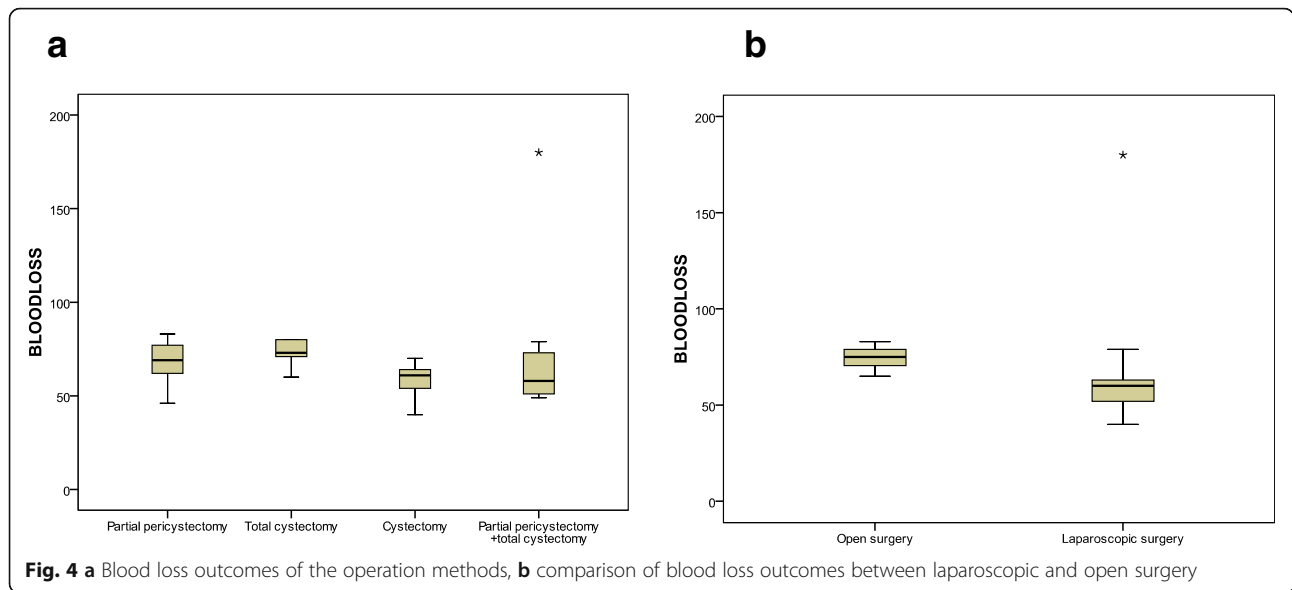 a
b
200
150
100
50
0
BLOODLOSS
*
Partial pericystectomy
Total cystectomy
Cystectomy
Partial pericystectomy
+total cystectomy
200
150
100
50
0
BLOODLOSS
*
Open surgery
Laparoscopic surgery
Fig. 4 a Blood loss outcomes of the operation methods, b comparison of blood loss outcomes between laparoscopic and open surgery